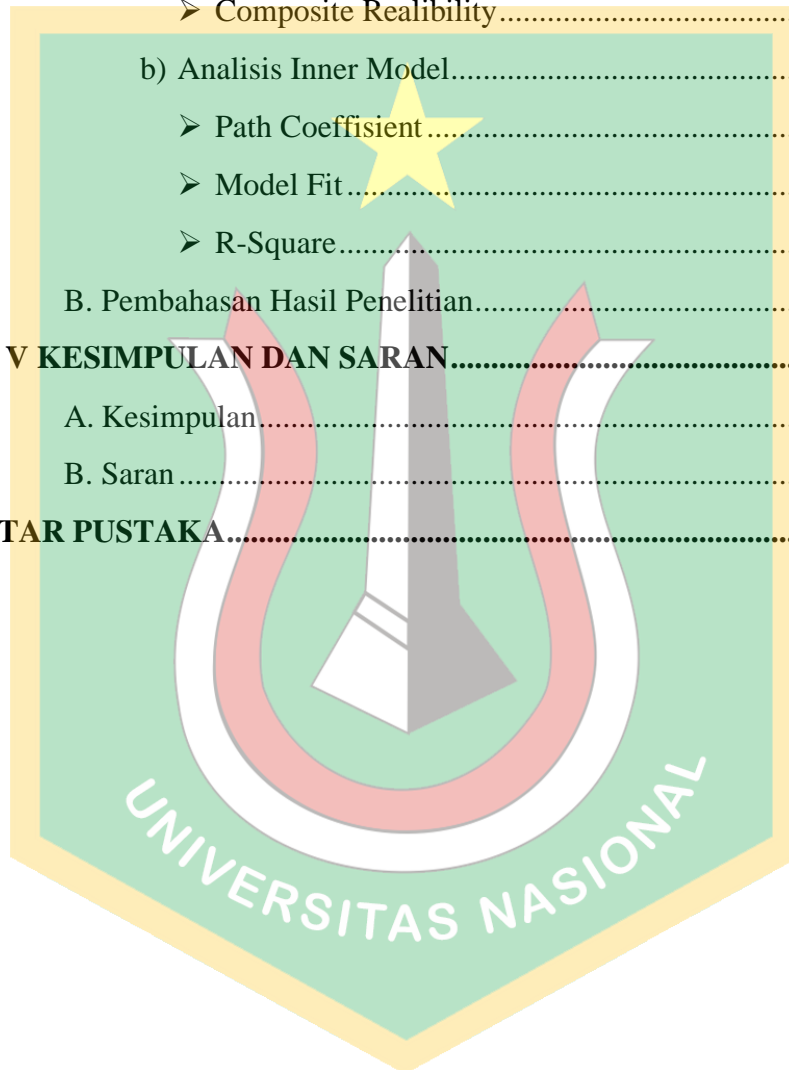 ➢ Composite Realibility........................................
b) Analisis Inner Model........................................
➢ Path Coeffisient........................................
➢ Model Fit........................................
➢ R-Square........................................
B. Pembahasan Hasil Penelitian........................................
V KESIMPULAN DAN SARAN........................................
A. Kesimpulan........................................
B. Saran........................................
TAR PUSTAKA........................................
UNIVERSITAS NASIONAL